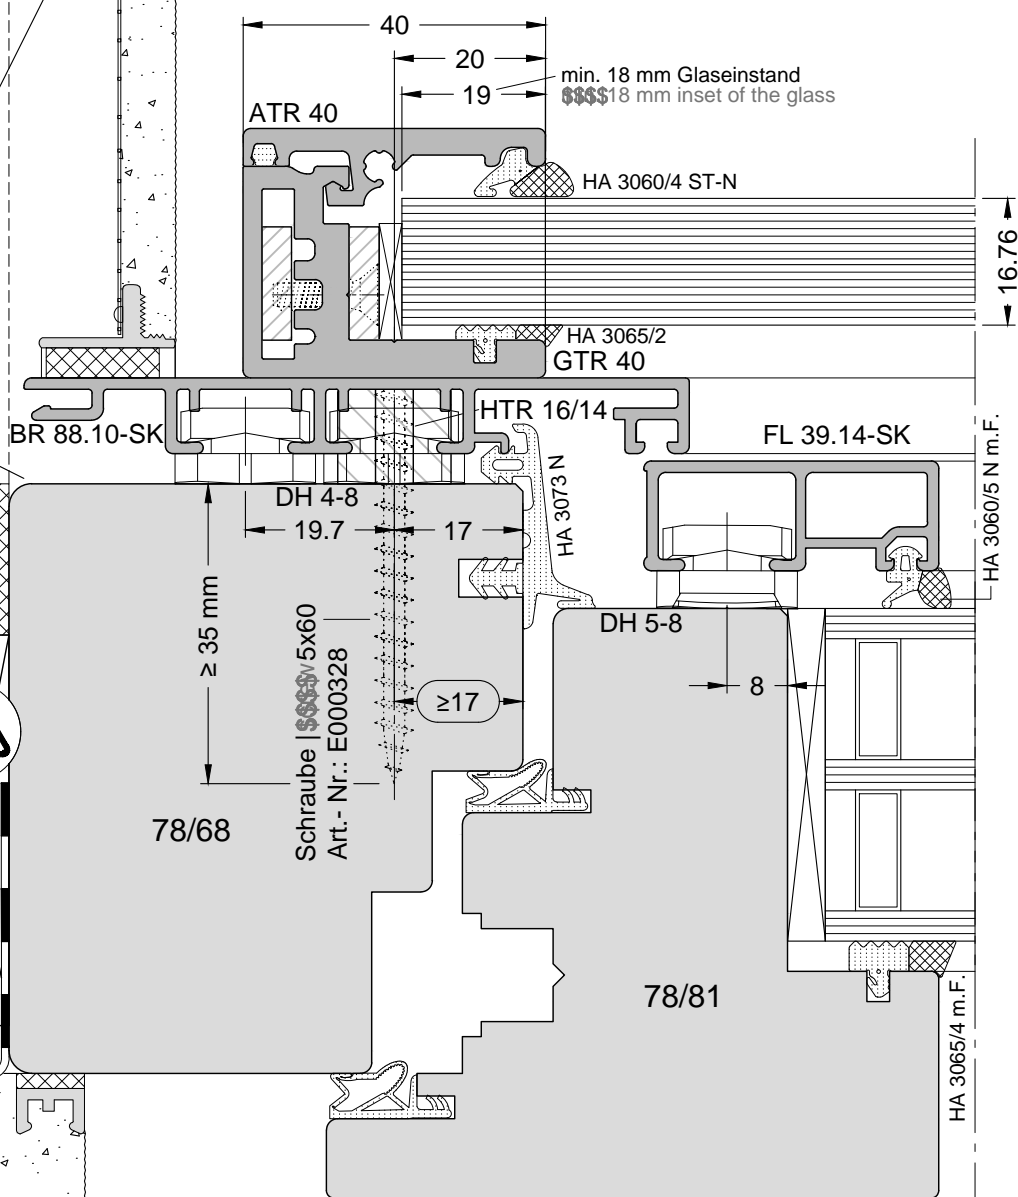 40
20
min. 18 mm Glaseinstand
19
18 mm inset of the glass
ATR 40
HA 3060/4 ST-N
16.76
HA 3065/2
GTR 40
HTR 16/14
BR 88.10-SK
FL 39.14-SK
HA 3060/5 N m.F.
HA 3073 N
DH 4-8
19.7
17
≥ 35 mm
DH 5-8
Schraube | 5x60
Art.- Nr.: E000328
≥17
8
78/68
78/81
HA 3065/4 m.F.